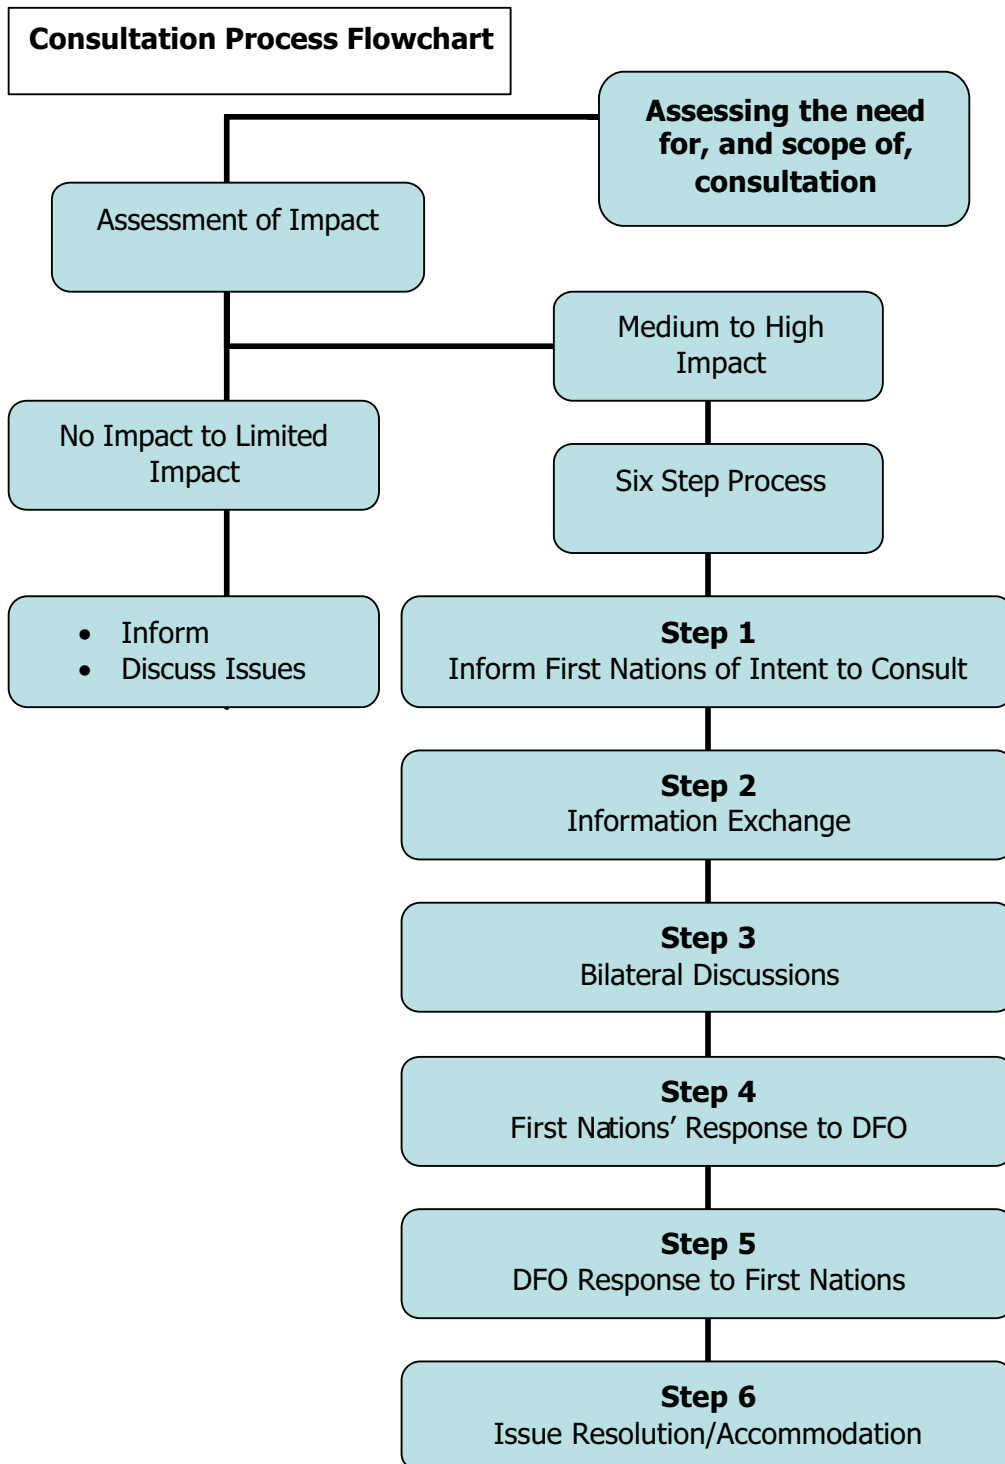 Consultation Process Flowchart
Assessing the need
for, and scope of,
consultation
Assessment of Impact
Medium to High
Impact
No Impact to Limited
Impact
Six Step Process
• Inform
• Discuss Issues
Step 1
Inform First Nations of Intent to Consult
Step 2
Information Exchange
Step 3
Bilateral Discussions
Step 4
First Nations’ Response to DFO
Step 5
DFO Response to First Nations
Step 6
Issue Resolution/Accommodation